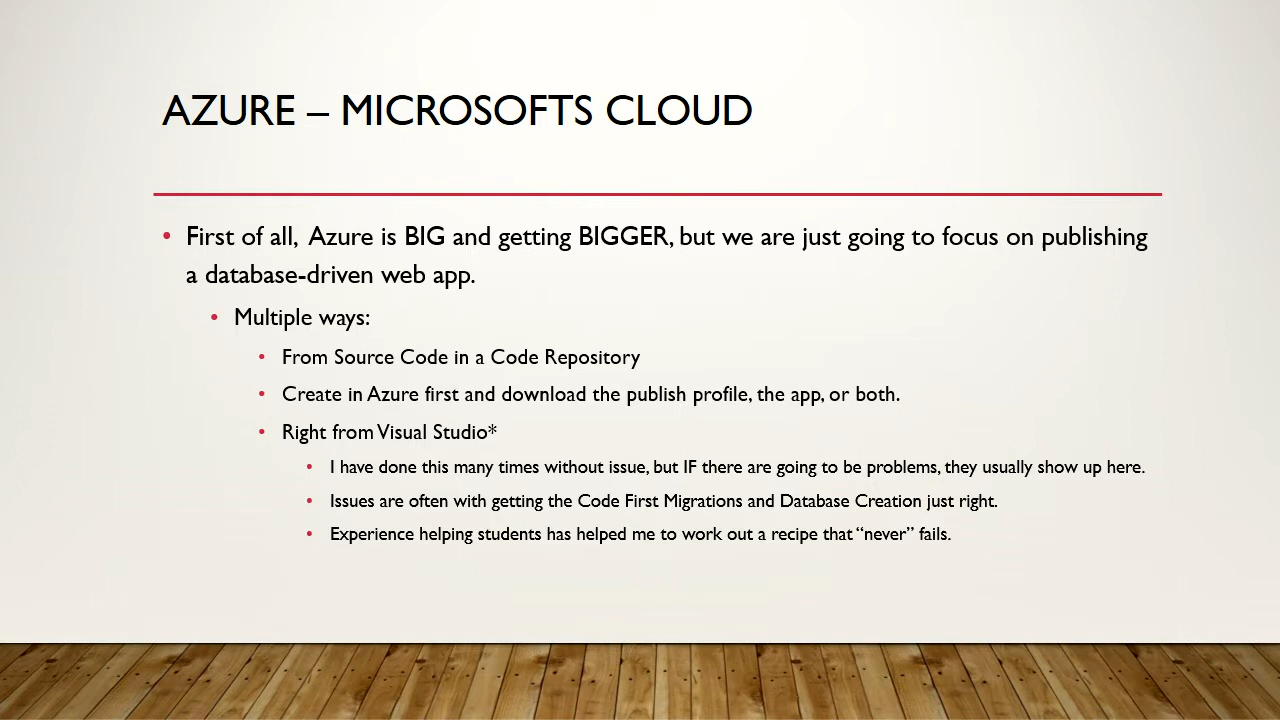 AZURE – MICROSOFTS CLOUD
• First of all, Azure is BIG and getting BIGGER, but we are just going to focus on publishing
a database-driven web app.
• Multiple ways:
• From Source Code in a Code Repository
• Create in Azure first and download the publish profile, the app, or both.
• Right from Visual Studio*
• I have done this many times without issue, but IF there are going to be problems, they usually show up here.
• Issues are often with getting the Code First Migrations and Database Creation just right.
• Experience helping students has helped me to work out a recipe that “never” fails.